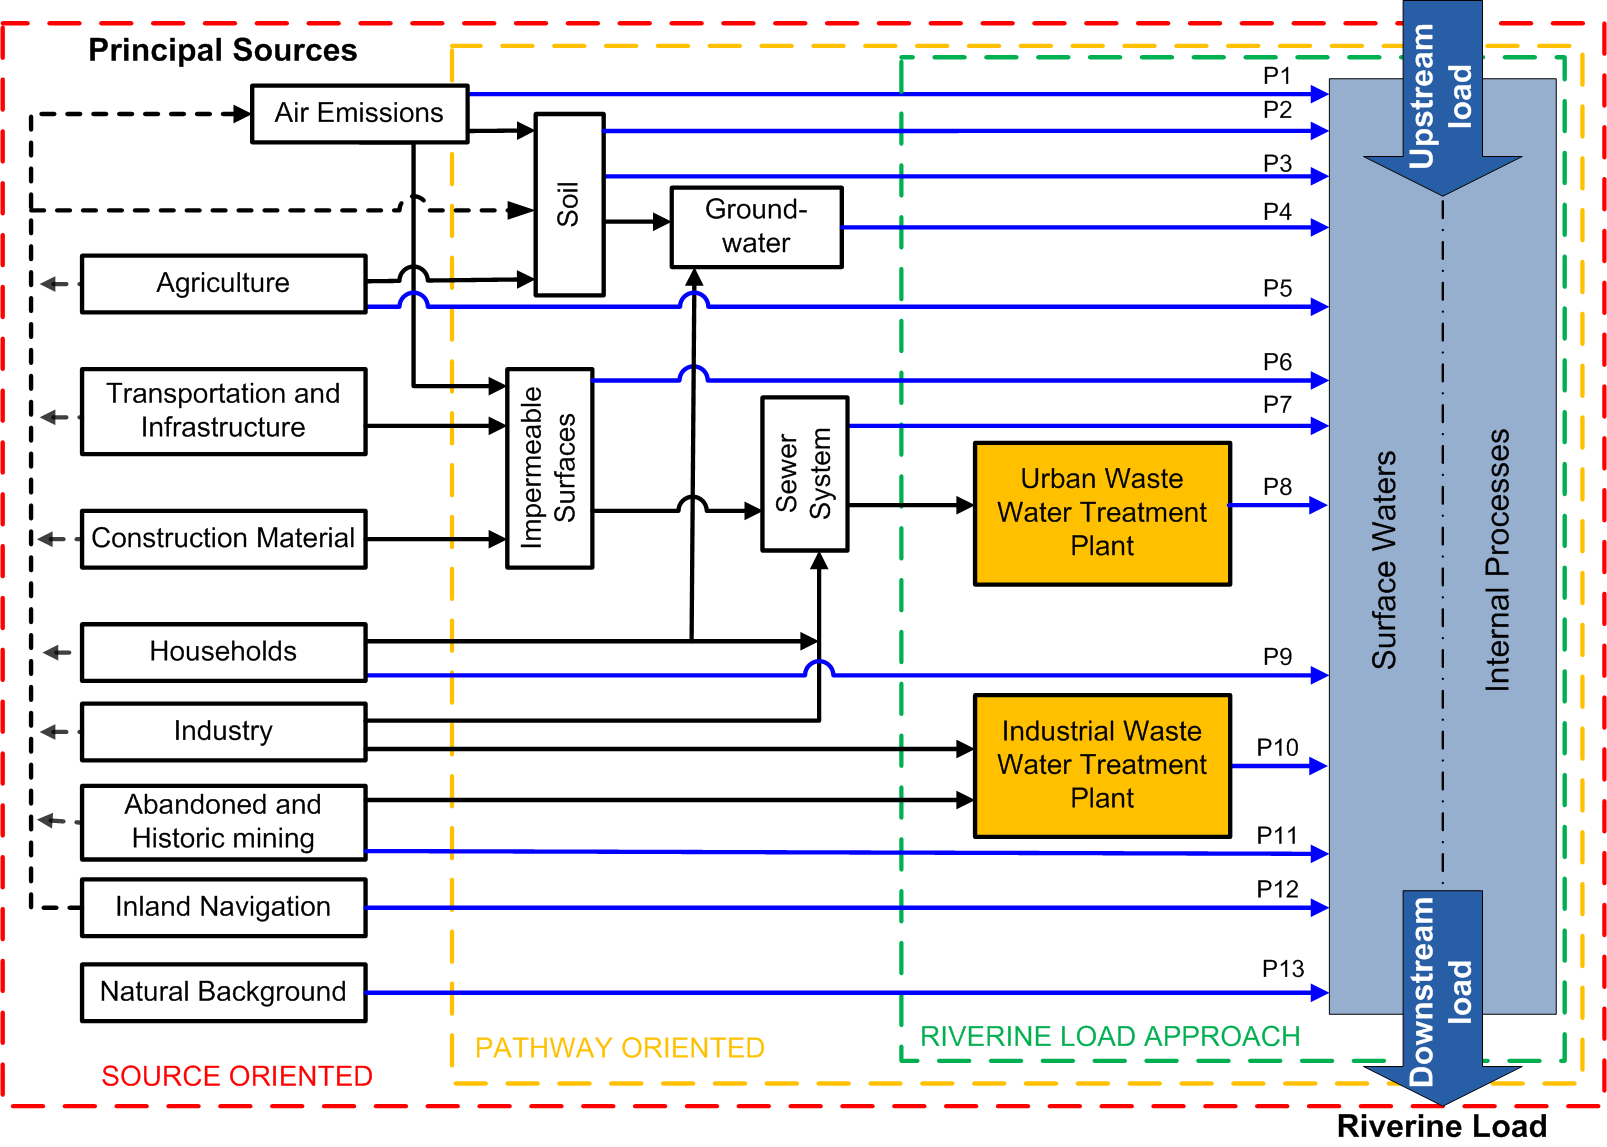 Principal Sources
Air Emissions
Soil
Ground-
water
Agriculture
Transportation and
Infrastructure
Impermeable
Surfaces
Sewer
System
Construction Material
Households
Industry
Abandoned and
Historic mining
Inland Navigation
Natural Background
Urban Waste
Water Treatment
Plant
Industrial Waste
Water Treatment
Plant
P1
P2
P3
P4
P5
P6
P7
P8
P9
P10
P11
P12
P13
Upstream
load
Surface Waters
Internal Processes
Downstream
load
SOURCE ORIENTED
PATHWAY ORIENTED
RIVERINE LOAD APPROACH
Riverine Load